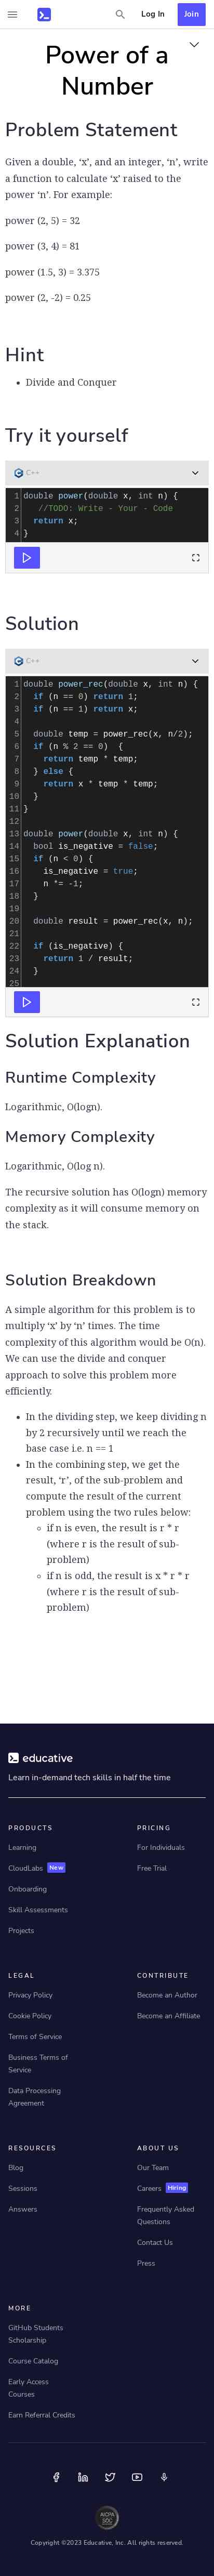 Log In
Join
Power of a
Number
Problem Statement
Given a double, ‘x’, and an integer, ‘n’, write
a function to calculate ‘x’ raised to the
power ‘n’. For example:
power (2, 5) = 32
power (3, 4) = 81
power (1.5, 3) = 3.375
power (2, -2) = 0.25
Hint
• Divide and Conquer
Try it yourself
C++
1 double power(double x, int n) {
2 //TODO: Write - Your - Code
3 return x;
4 }
Solution
C++
1 double power_rec(double x, int n) {
2 if (n == 0) return 1;
3 if (n == 1) return x;
4
5 double temp = power_rec(x, n/2);
6 if (n % 2 == 0) {
7 return temp * temp;
8 } else {
9 return x * temp * temp;
10 }
11 }
12
13 double power(double x, int n) {
14 bool is_negative = false;
15 if (n < 0) {
16 is_negative = true;
17 n *= -1;
18 }
19
20 double result = power_rec(x, n);
21
22 if (is_negative) {
23 return 1 / result;
24 }
25
Solution Explanation
Runtime Complexity
Logarithmic, O(logn).
Memory Complexity
Logarithmic, O(log n).
The recursive solution has O(logn) memory
complexity as it will consume memory on
the stack.
Solution Breakdown
A simple algorithm for this problem is to
multiply ‘x’ by ‘n’ times. The time
complexity of this algorithm would be O(n).
We can use the divide and conquer
approach to solve this problem more
efficiently.
• In the dividing step, we keep dividing n
by 2 recursively until we reach the
base case i.e. n == 1
• In the combining step, we get the
result, ‘r’, of the sub-problem and
compute the result of the current
problem using the two rules below:
◦ if n is even, the result is r * r
(where r is the result of sub-
problem)
◦ if n is odd, the result is x * r * r
(where r is the result of sub-
problem)
educative
Learn in-demand tech skills in half the time
PRODUCTS
Learning
CloudLabs New
Onboarding
Skill Assessments
Projects
PRICING
For Individuals
Free Trial
LEGAL
Privacy Policy
Cookie Policy
Terms of Service
Business Terms of
Service
Data Processing
Agreement
CONTRIBUTE
Become an Author
Become an Affiliate
RESOURCES
Blog
Sessions
Answers
ABOUT US
Our Team
Careers Hiring
Frequently Asked
Questions
Contact Us
Press
MORE
GitHub Students
Scholarship
Course Catalog
Early Access
Courses
Earn Referral Credits
AICPA
SOC
Copyright ©2023 Educative, Inc. All rights reserved.